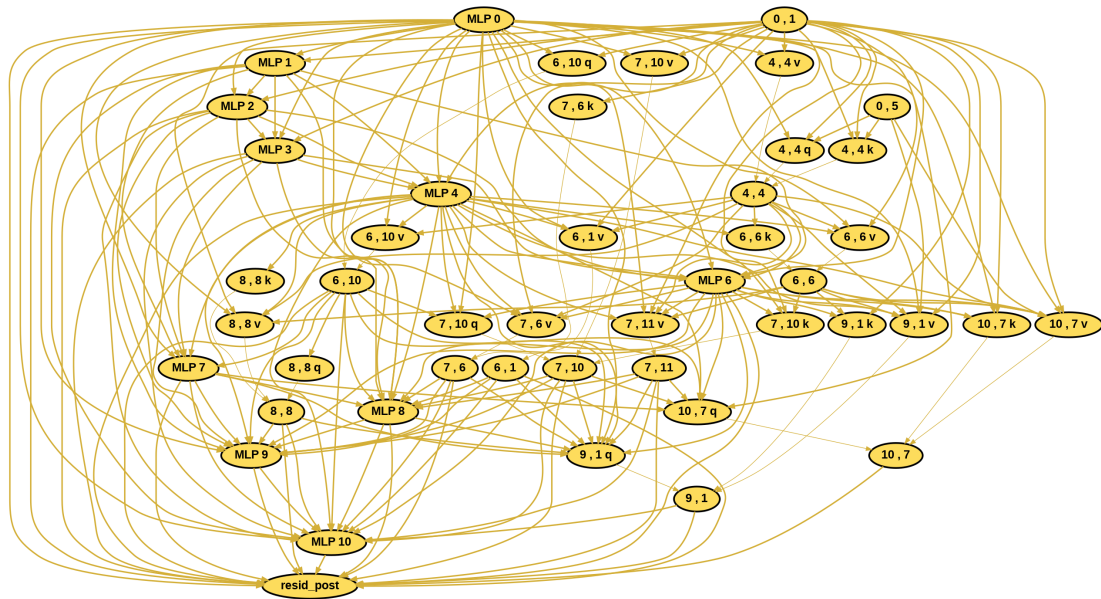 MLP 0 0 , 1
MLP 1 6 , 10 q 7 , 10 v 4 , 4 v
MLP 2 7 , 6 k 0 , 5
MLP 3 4 , 4 q 4 , 4 k
MLP 4 4 , 4
6 , 10 v 6 , 1 v 6 , 6 k 6 , 6 v
8 , 8 k 6 , 10 MLP 6 6 , 6
8 , 8 v 7 , 10 q 7 , 6 v 7 , 11 v 7 , 10 k 9 , 1 k 9 , 1 v 10 , 7 k 10 , 7 v
MLP 7 8 , 8 q 7 , 6 6 , 1 7 , 10 7 , 11
8 , 8 MLP 8 10 , 7 q
MLP 9 9 , 1 q 10 , 7
9 , 1
MLP 10
resid_post